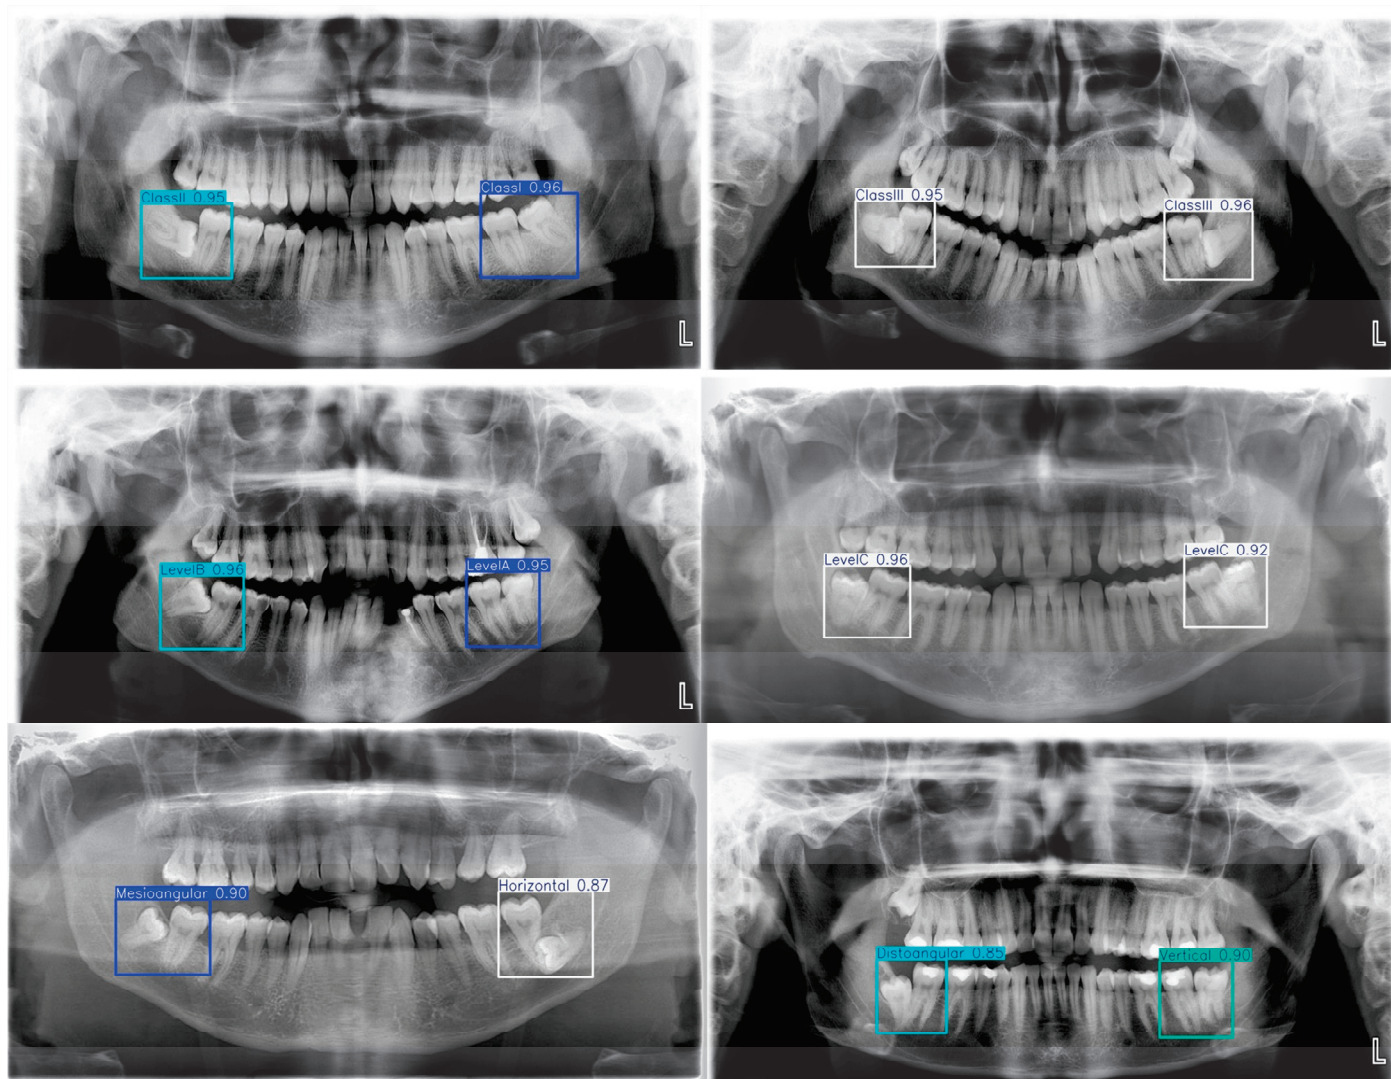 ClassII 0.95
ClassI 0.96
L
ClassIII 0.95
ClassIII 0.96
L
LevelB 0.96
LevelA 0.95
L
LevelC 0.96
LevelC 0.92
Mesioangular 0.90
Horizontal 0.87
Distoangular 0.85
Vertical 0.90
L